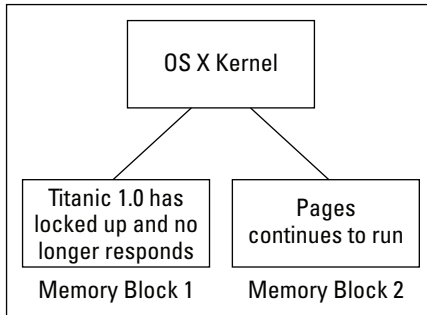 OS X Kernel
Titanic 1.0 has
locked up and no
longer responds
Pages
continues to run
Memory Block 1
Memory Block 2